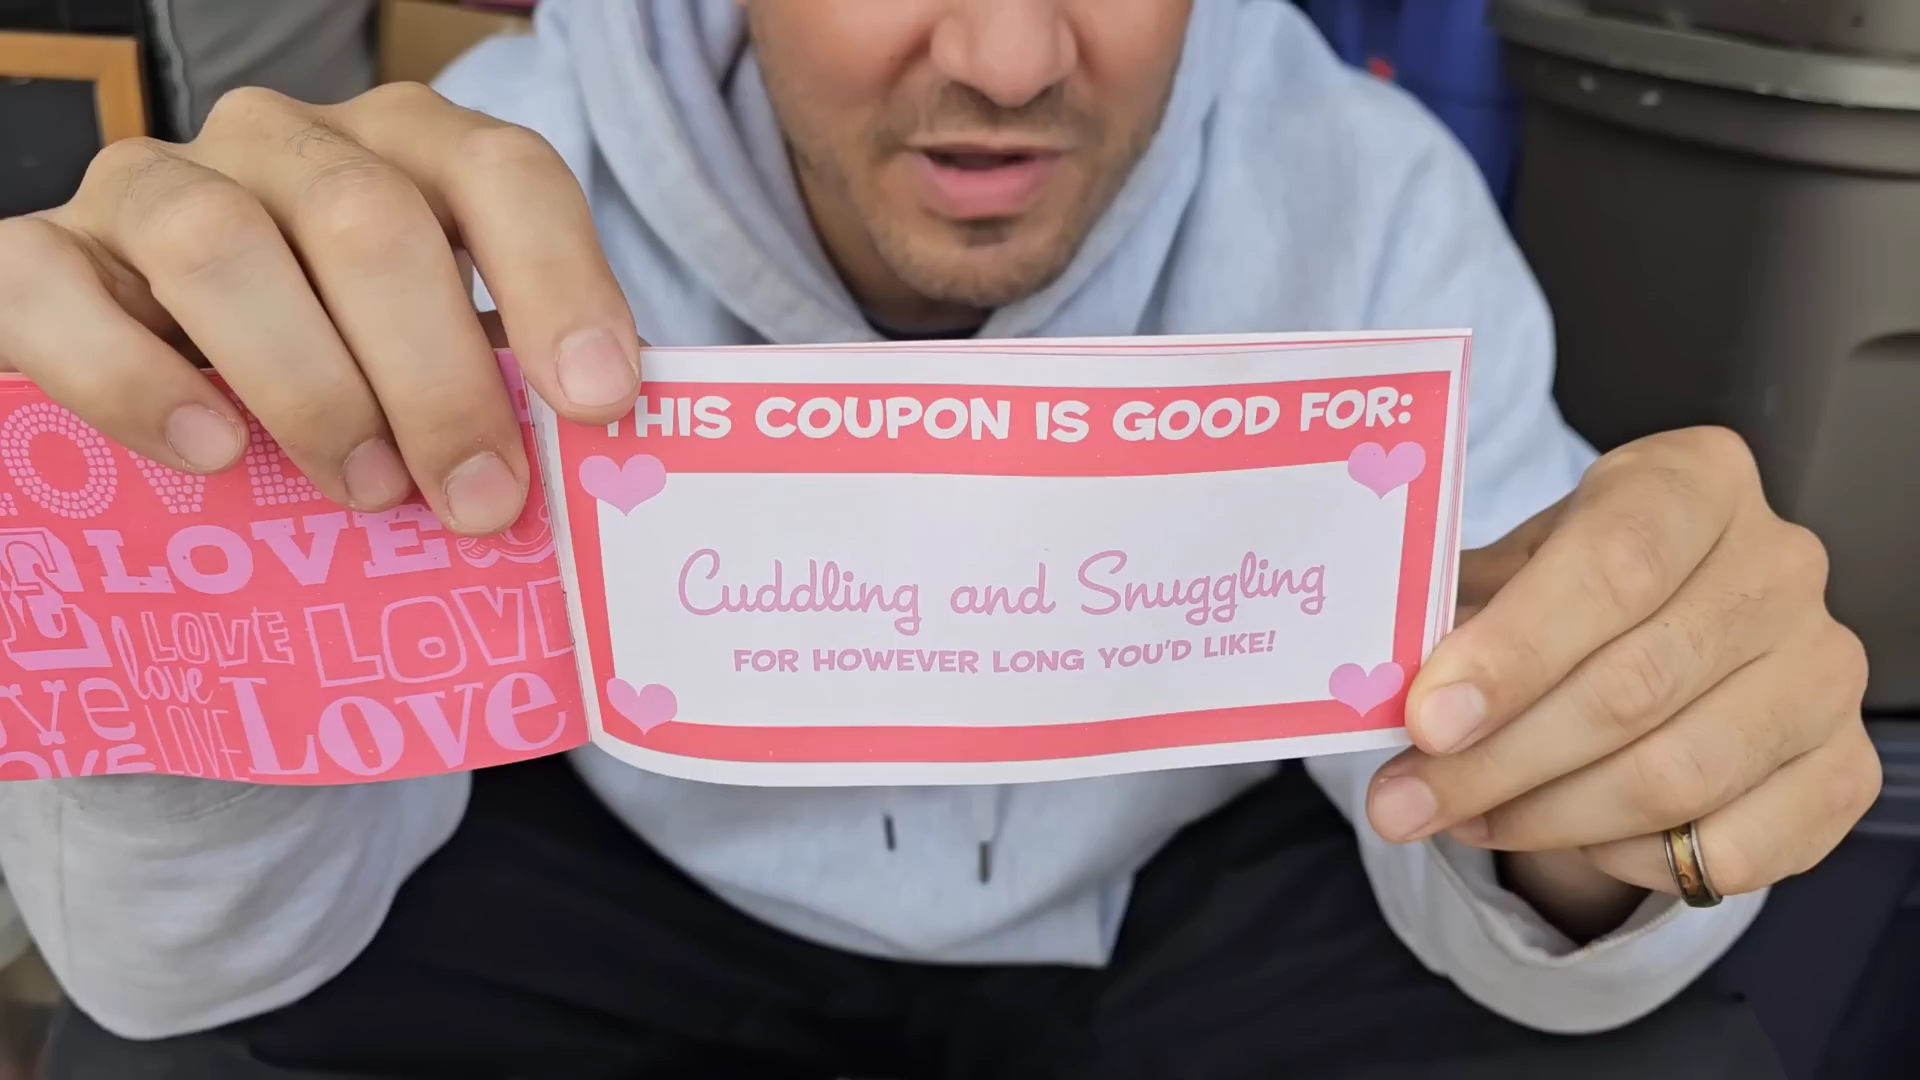 LOVE
LOVE
LOVE LOVE
love
LOVE Love
THIS COUPON IS GOOD FOR:
Cuddling and Snuggling
FOR HOWEVER LONG YOU'D LIKE!